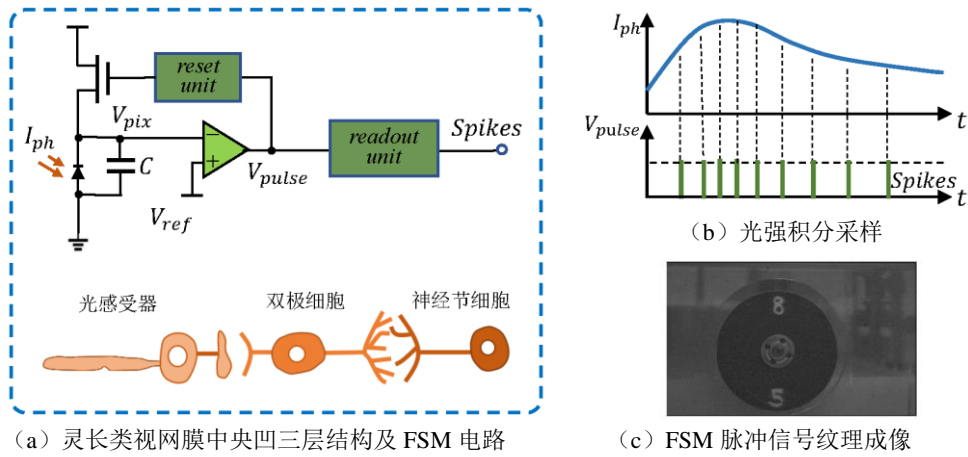 reset
unit
V_pix
I_ph
C
V_ref
V_pulse
readout
unit
Spikes
光感受器
双极细胞
神经节细胞
（a）灵长类视网膜中央凹三层结构及 FSM 电路
I_ph
t
V_pulse
Spikes
t
（b）光强积分采样
8
5
（c）FSM 脉冲信号纹理成像